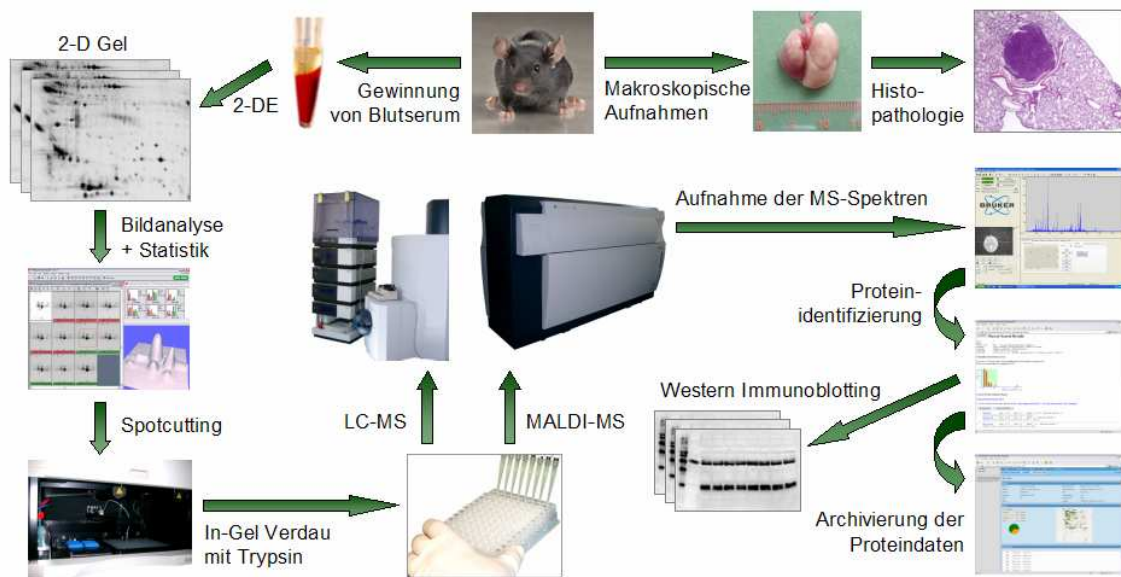 2-D Gel
2-DE
Gewinnung
von Blutserum
Makroskopische
Aufnahmen
Histo-
pathologie
Bildanalyse
+ Statistik
Aufnahme der MS-Spektren
BRUKER
Protein-
identifizierung
Western Immunoblotting
Spotcutting
LC-MS
MALDI-MS
In-Gel Verdau
mit Trypsin
Archivierung der
Proteindaten